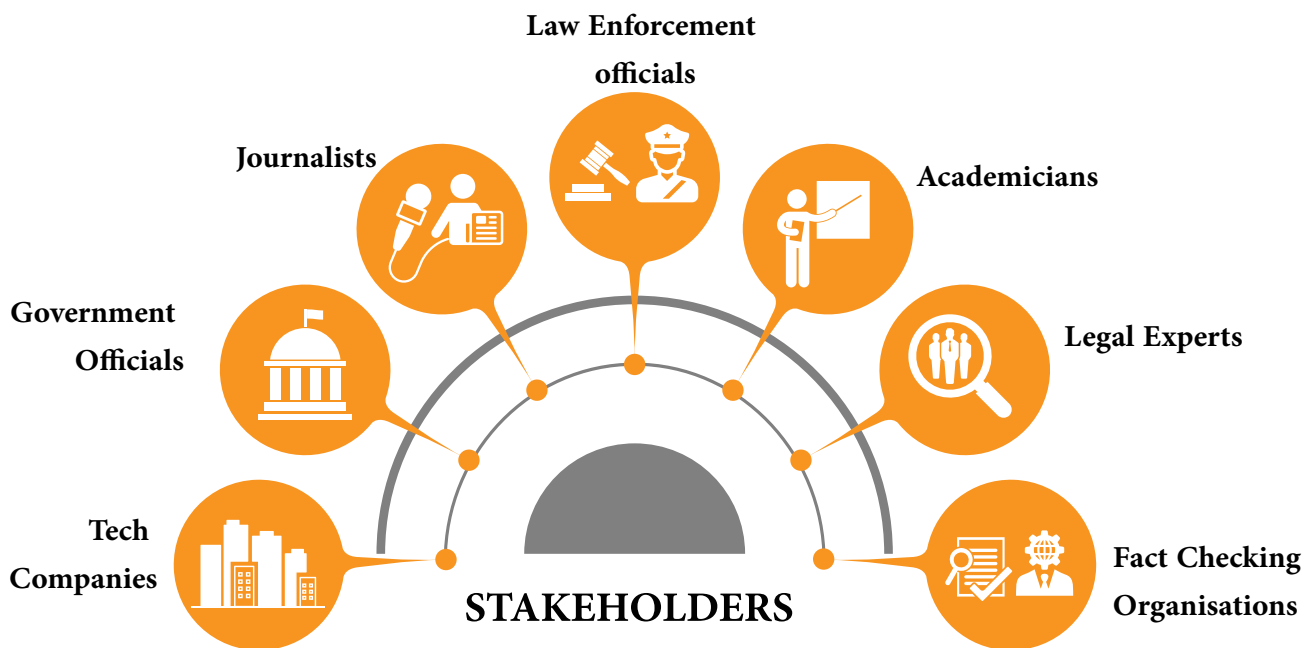 Law Enforcement
officials
Journalists
Academicians
Government
Officials
Legal Experts
Tech
Companies
Fact Checking
Organisations
STAKEHOLDERS